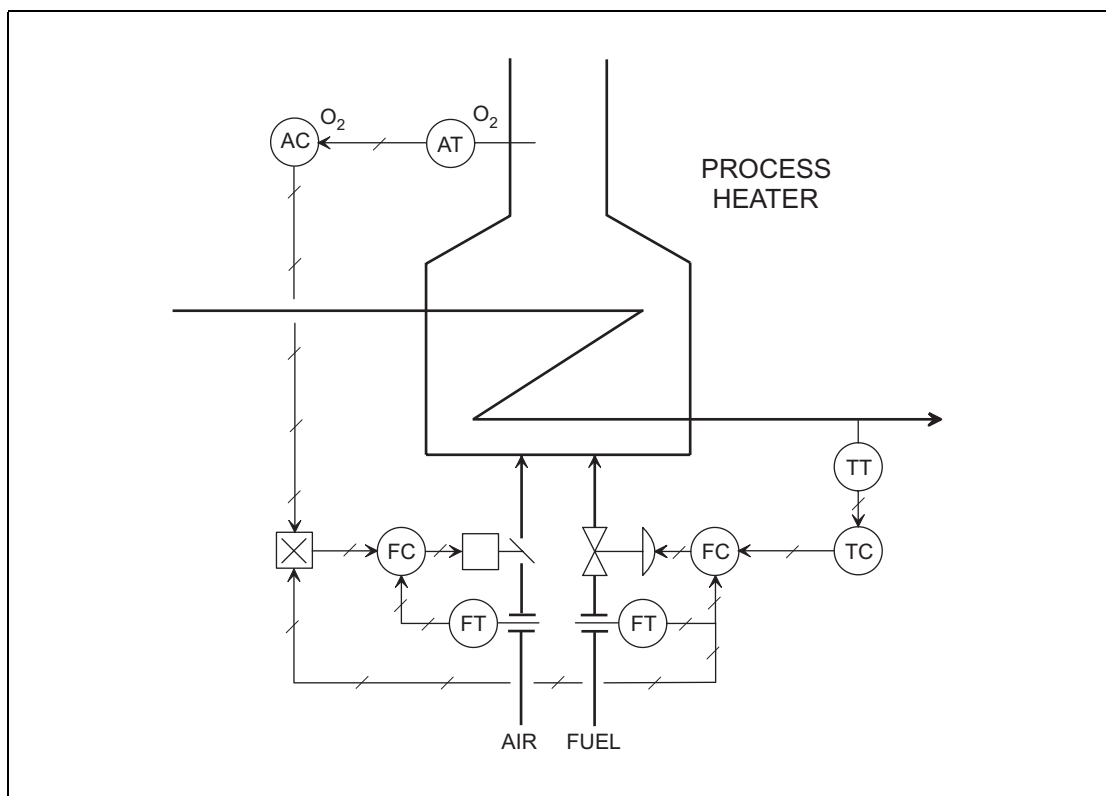 O2
O2
AC
AT
PROCESS
HEATER
TT
FC
FC
TC
FT
FT
AIR
FUEL